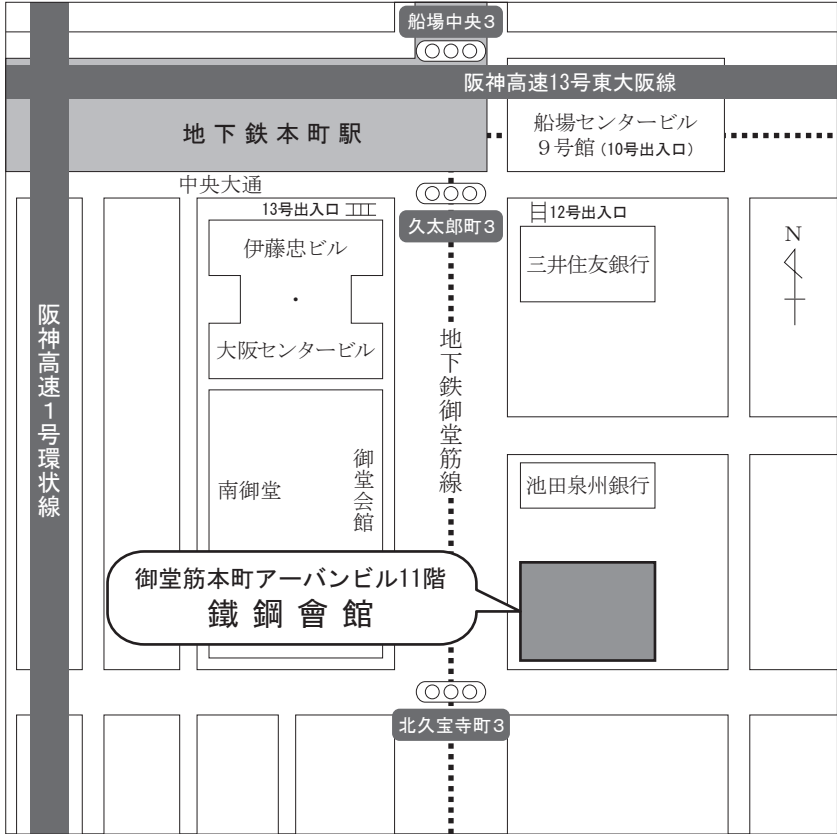 船場中央3
阪神高速13号東大阪線
地下鉄本町駅
船場センタービル
9号館(10号出入口)
中央大通
13号出入口
久太郎町3
12号出入口
伊藤忠ビル
・
大阪センタービル
三井住友銀行
N
阪神高速1号環状線
地下鉄御堂筋線
南御堂
御堂会館
池田泉州銀行
御堂筋本町アーバンビル11階
鐵鋼會館
北久宝寺町3